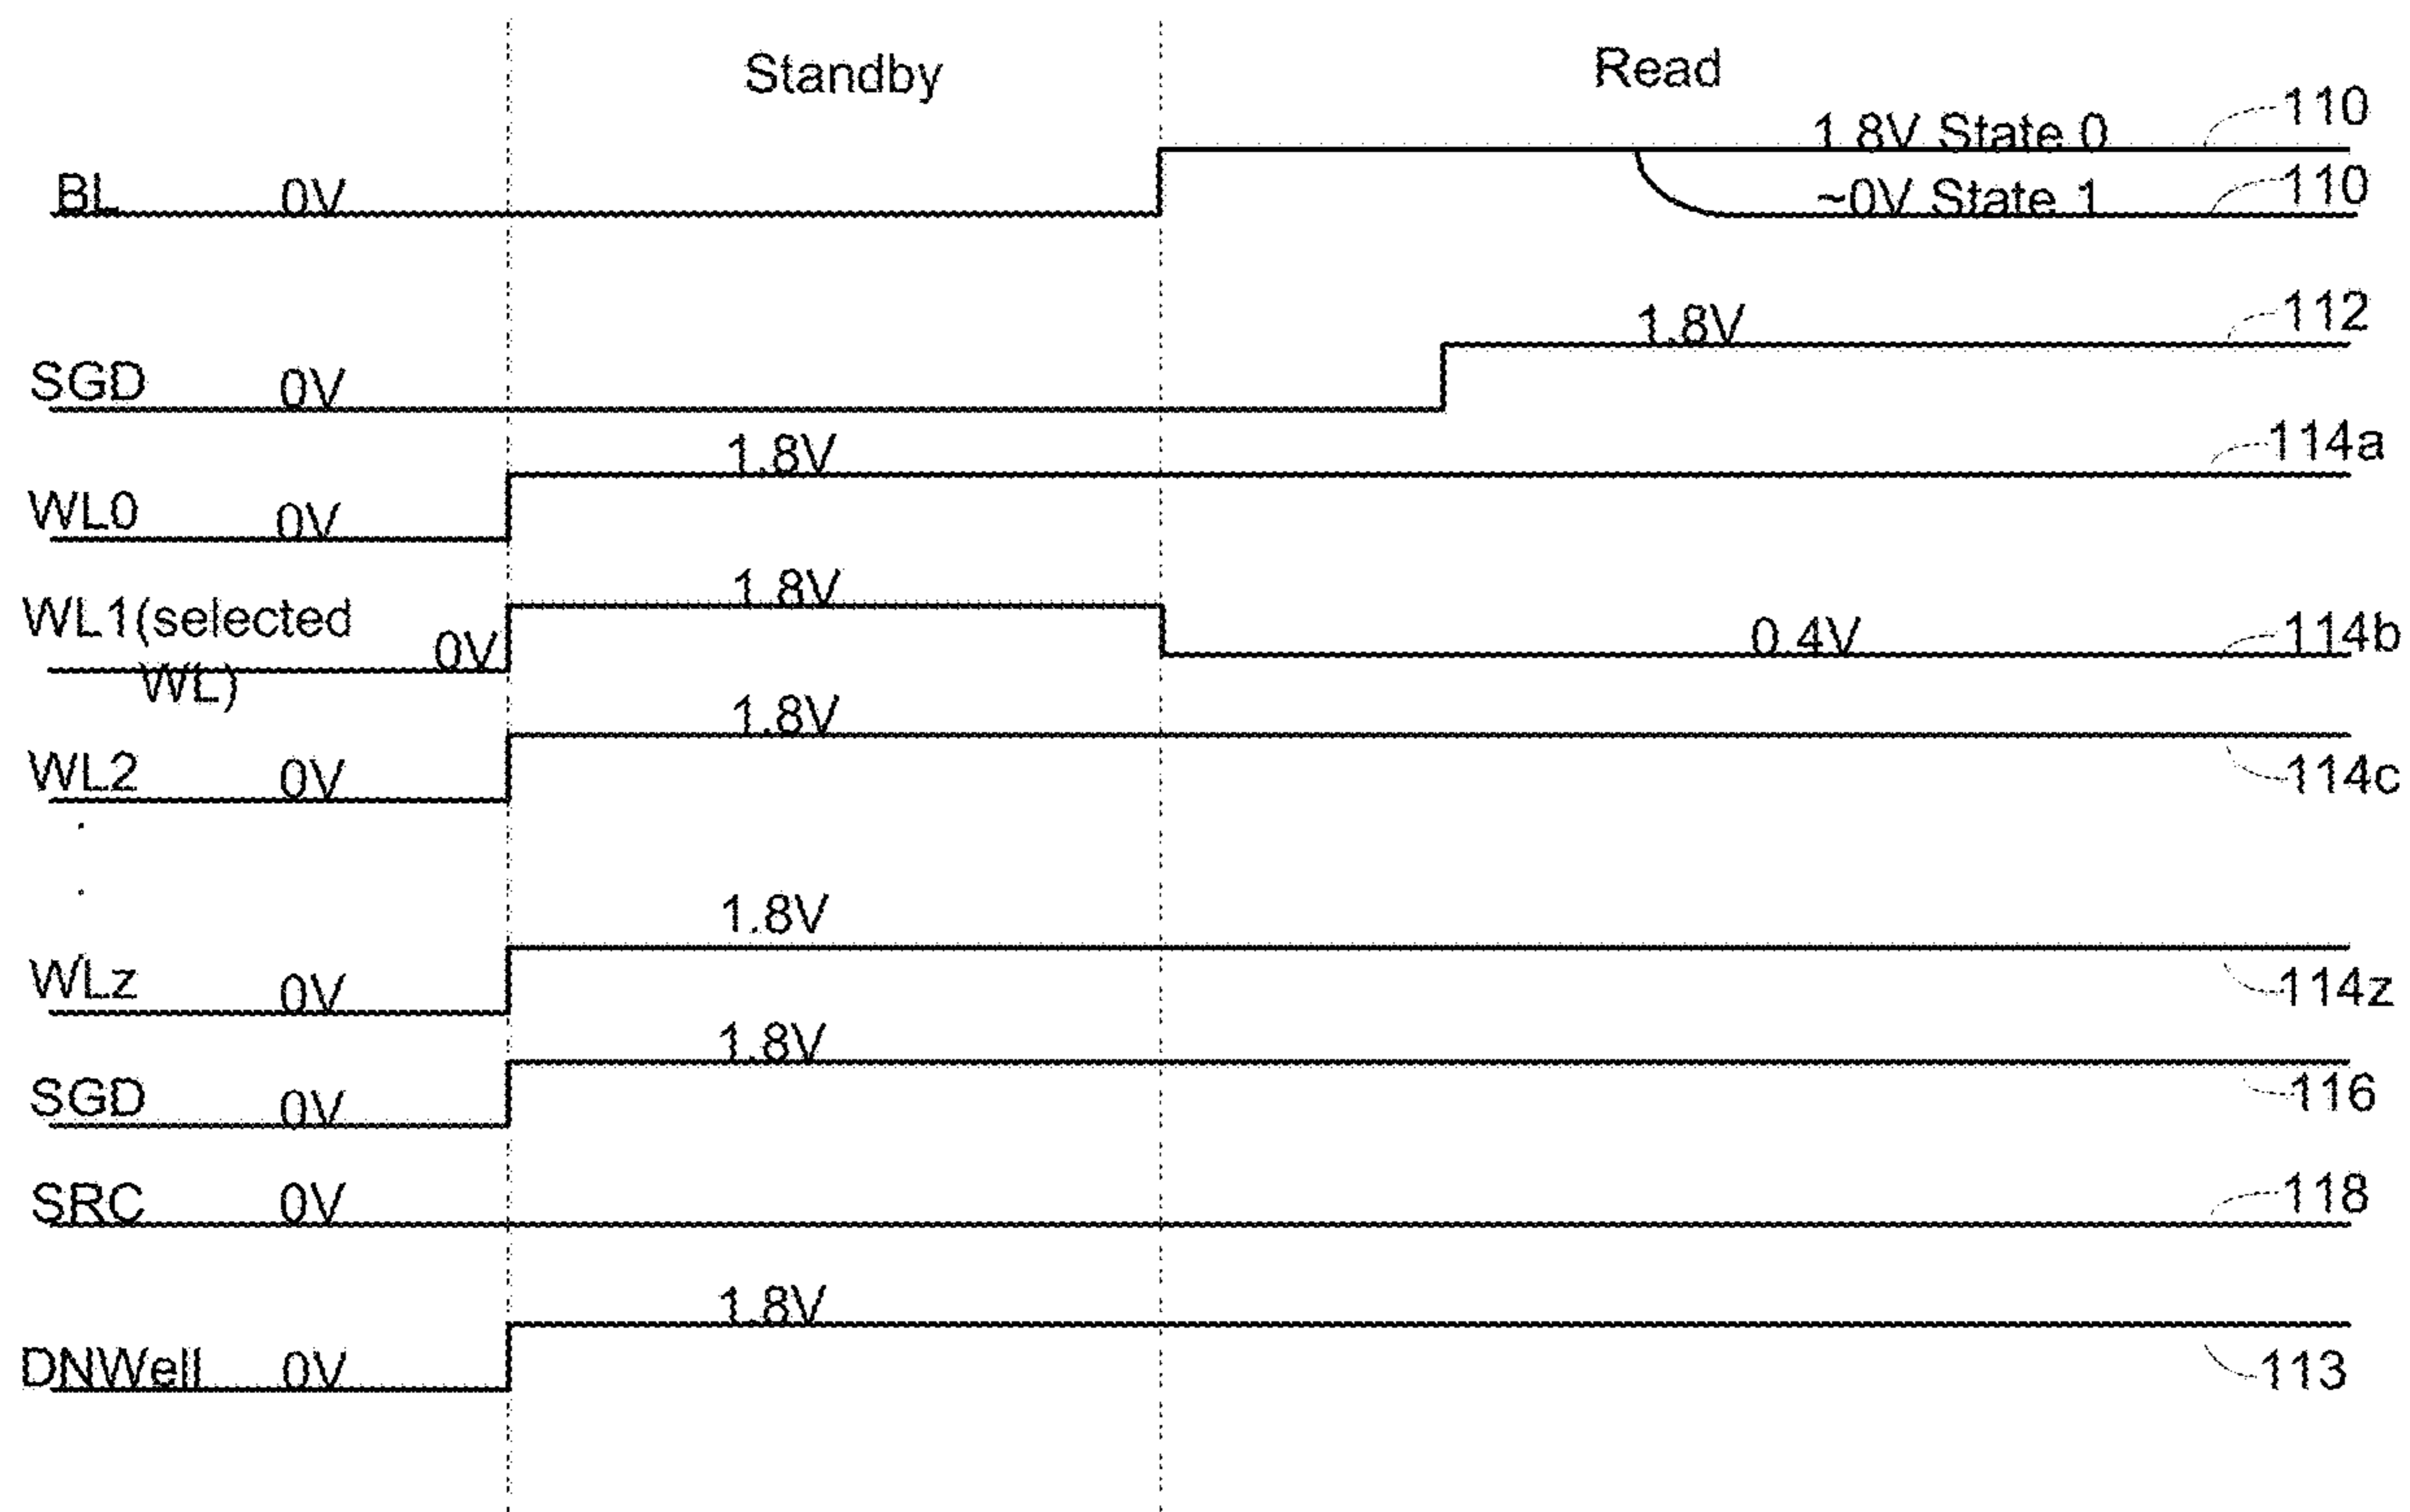 Standby
Read
1.8V State 0
110
BL
0V
~0V State 1
110
1.8V
112
SGD
0V
1.8V
114a
WL0
0V
1.8V
WL1(selected
WL)
0V
0.4V
114b
1.8V
WL2
0V
114c
.
.
1.8V
WLz
0V
114z
1.8V
SGD
0V
116
SRC
0V
118
1.8V
DNWell
0V
113